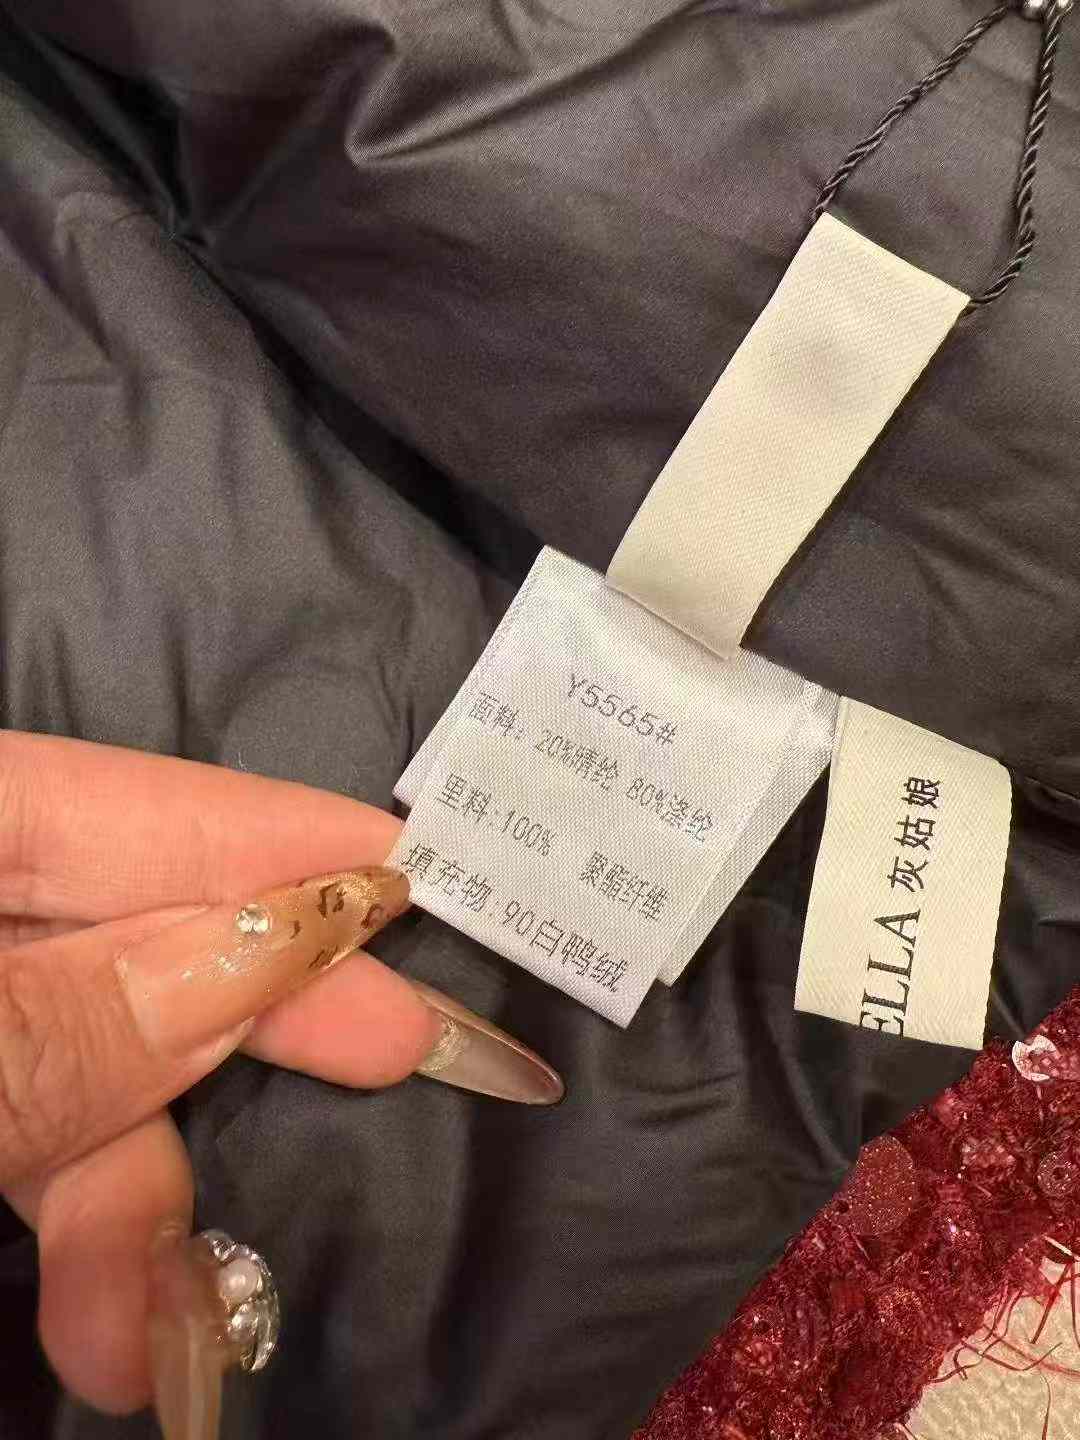 Y5565#
面料：20%腈纶 80%涤纶
里料:100% 聚酯纤维
填充物:90白鸭绒
ELLA 灰姑娘